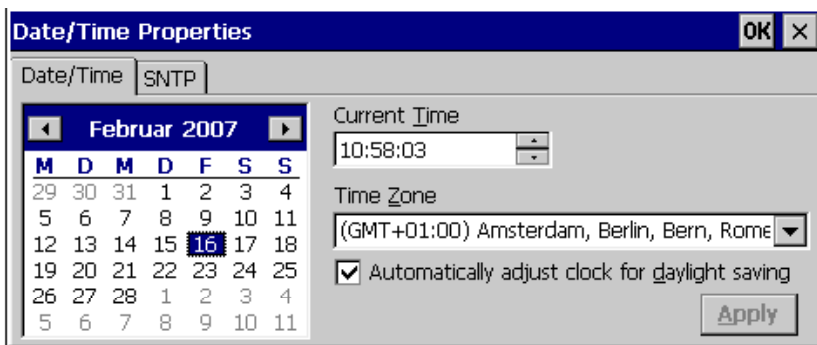 Date/Time Properties OK ×
Date/Time SNTP
Februar 2007
M D M D F S S
29 30 31 1 2 3 4
5 6 7 8 9 10 11
12 13 14 15 16 17 18
19 20 21 22 23 24 25
26 27 28 1 2 3 4
5 6 7 8 9 10 11
Current Time
10:58:03
Time Zone
(GMT+01:00) Amsterdam, Berlin, Bern, Rome
Automatically adjust clock for daylight saving
Apply